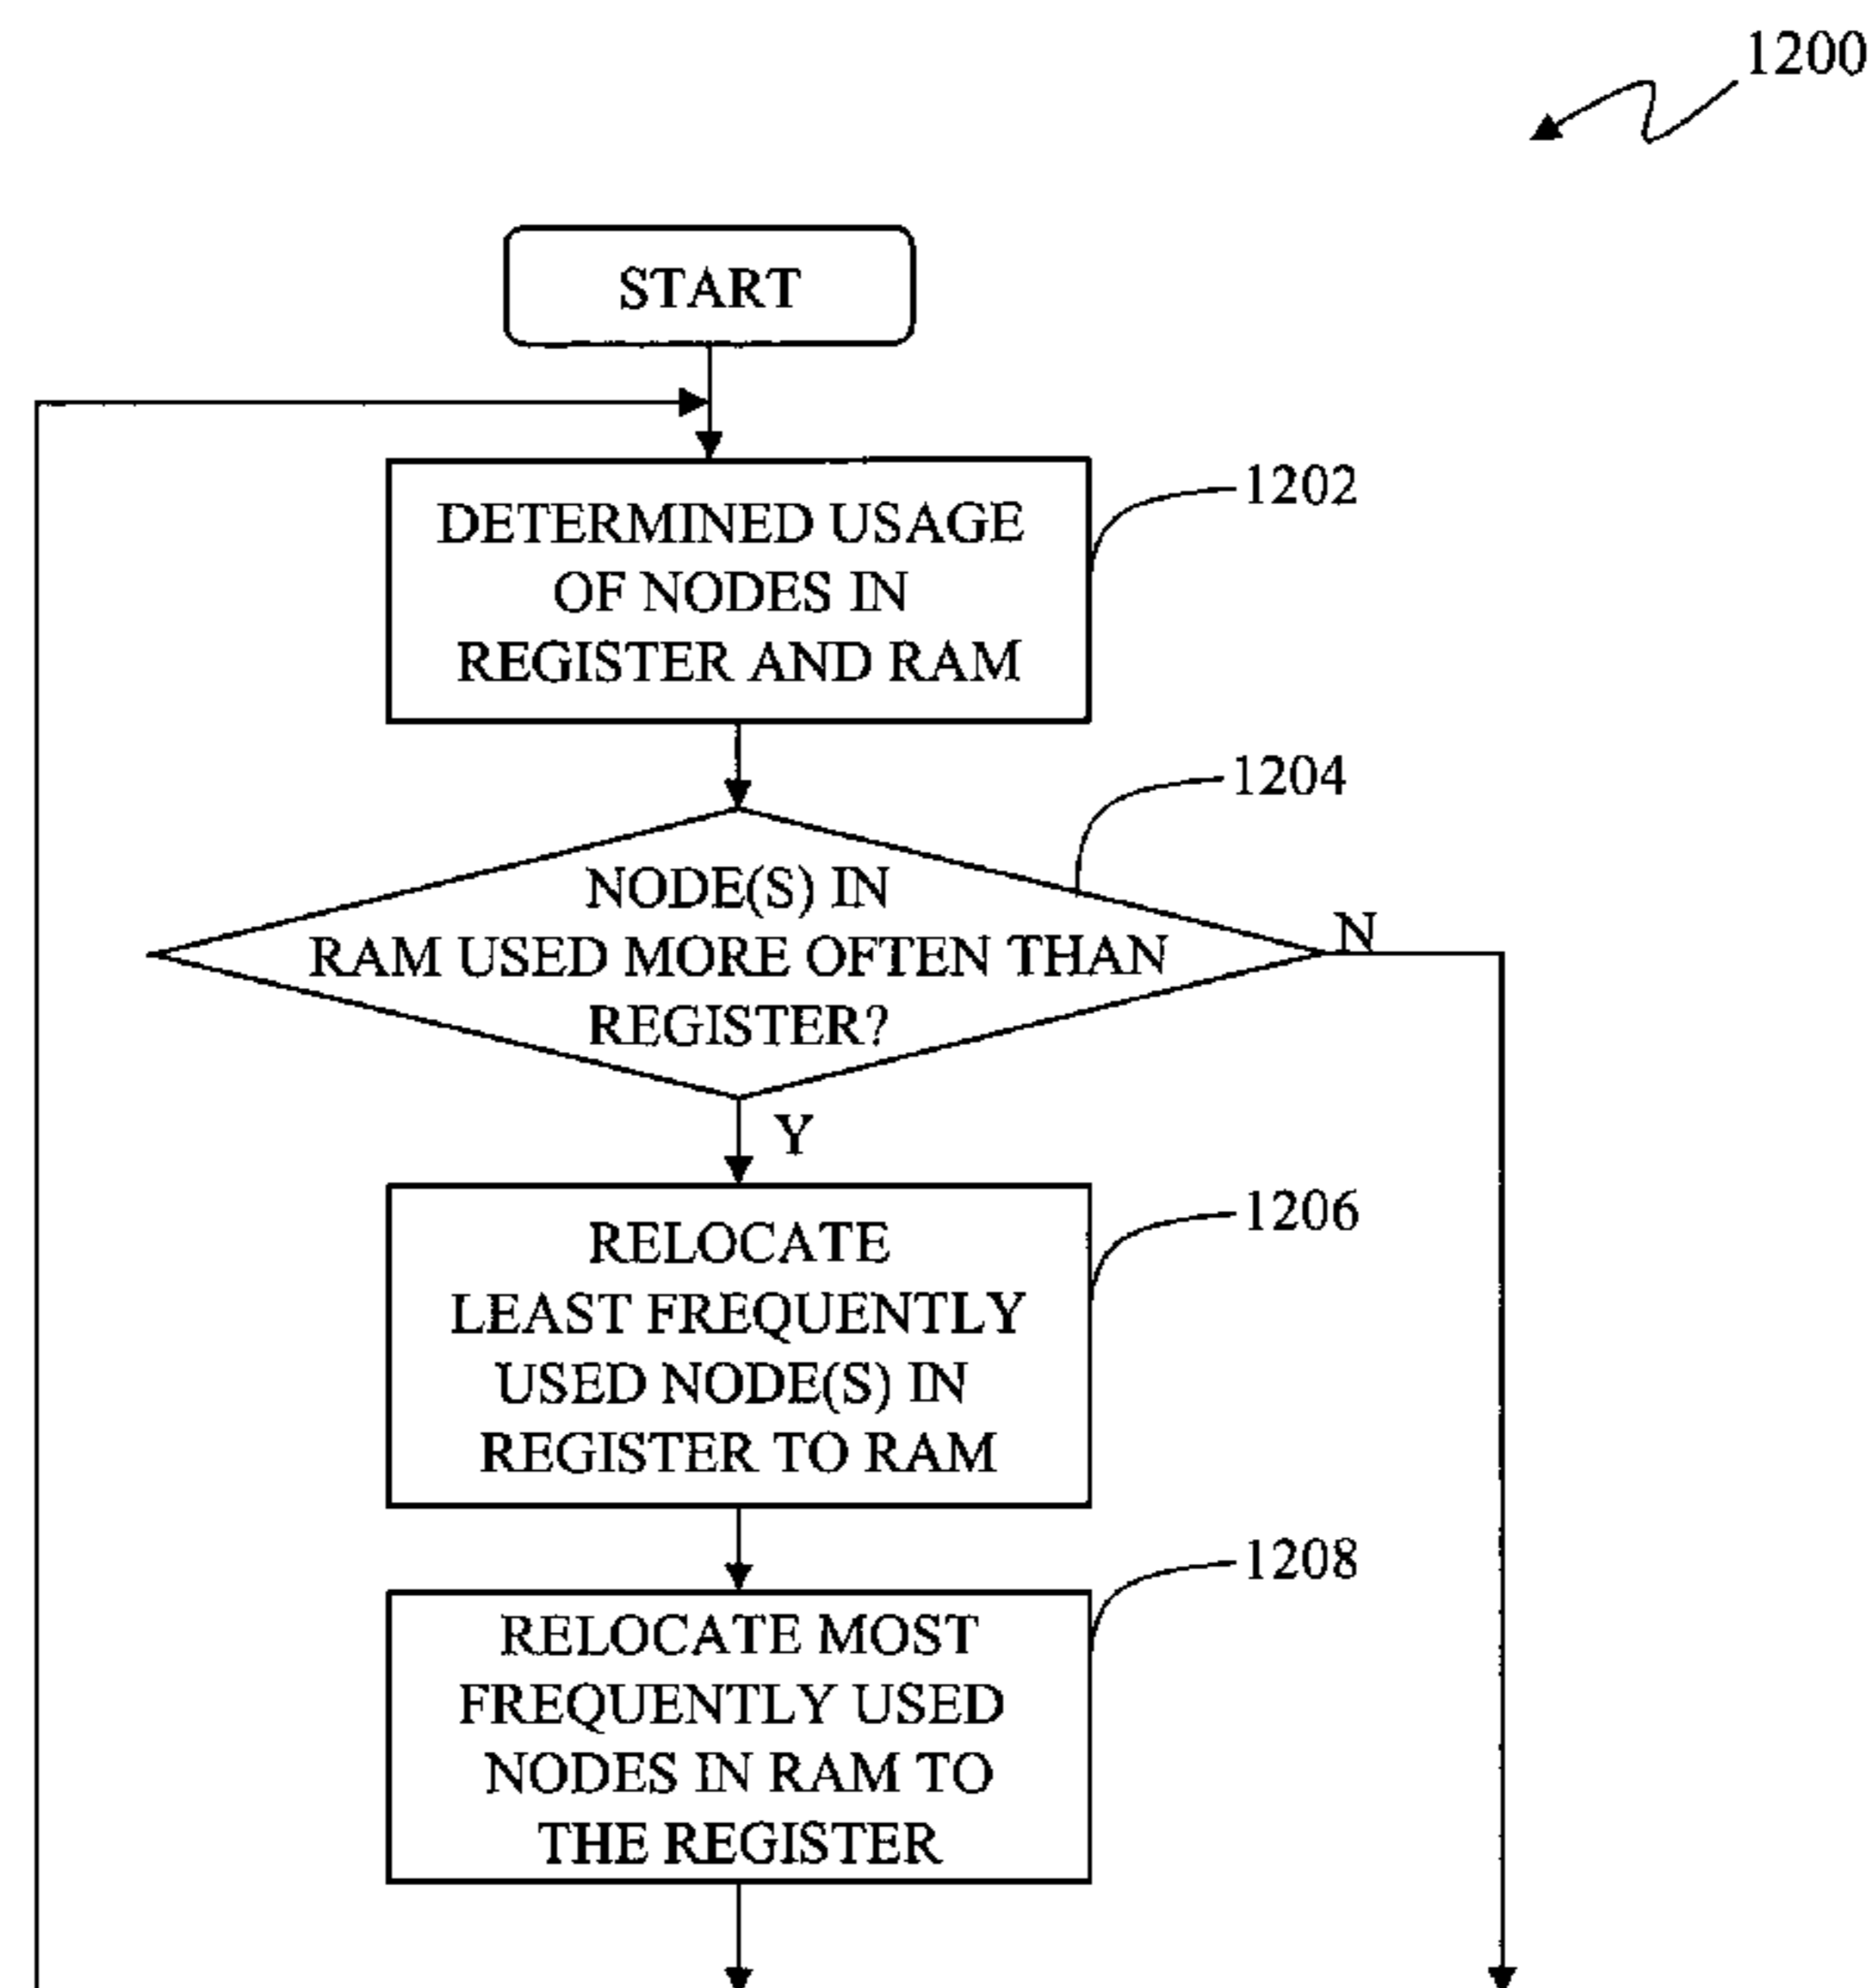 1200
START
DETERMINED USAGE
OF NODES IN
REGISTER AND RAM
1202
1204
NODE(S) IN
RAM USED MORE OFTEN THAN
REGISTER?
N
Y
RELOCATE
LEAST FREQUENTLY
USED NODE(S) IN
REGISTER TO RAM
1206
RELOCATE MOST
FREQUENTLY USED
NODES IN RAM TO
THE REGISTER
1208